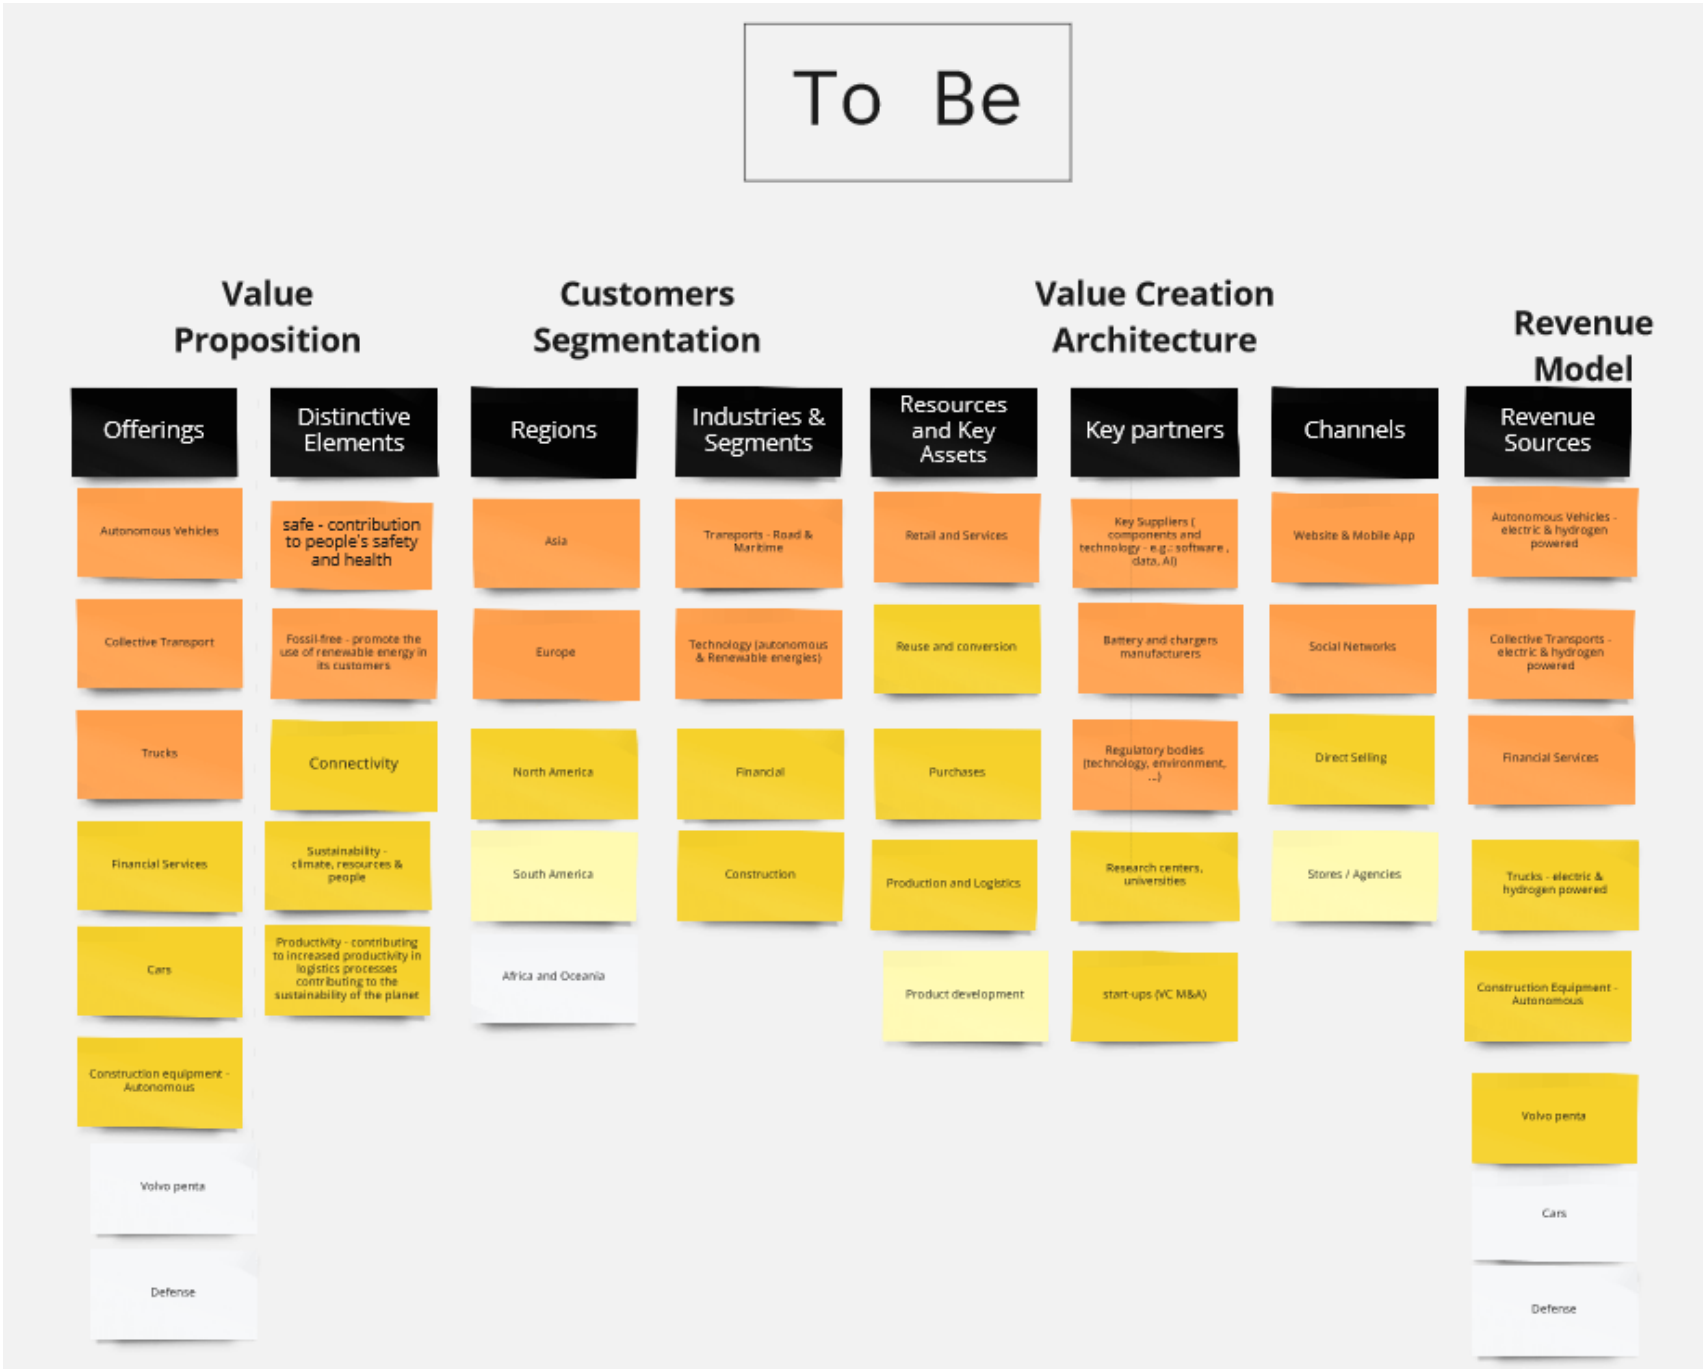 To Be
Value
Proposition
Customers
Segmentation
Value Creation
Architecture
Revenue
Model
Offerings
Autonomous Vehicles
Collective Transport
Trucks
Financial Services
Cars
Construction equipment -
Autonomous
Volvo penta
Defense
Distinctive
Elements
safe - contribution
to people's safety
and health
Fossil-free - promote the
use of renewable energy in
its customers
Connectivity
Sustainability -
climate, resources &
people
Productivity - contributing
to increased productivity in
logistics processes
contributing to the
sustainability of the planet
Regions
Asia
Europe
North America
South America
Africa and Oceania
Industries &
Segments
Transports - Road &
Maritime
Technology (autonomous
& Renewable energies)
Financial
Construction
Resources
and Key
Assets
Retail and Services
Reuse and conversion
Purchases
Production and Logistics
Product development
Key partners
Key Suppliers (
components and
technology - e.g.: software ,
data, AI)
Battery and chargers
manufacturers
Regulatory bodies
(technology, environment,
...)
Research centers,
universities
start-ups (VC M&A)
Channels
Website & Mobile App
Social Networks
Direct Selling
Stores / Agencies
Revenue
Sources
Autonomous Vehicles -
electric & hydrogen
powered
Collective Transports -
electric & hydrogen
powered
Financial Services
Trucks - electric &
hydrogen powered
Construction Equipment -
Autonomous
Volvo penta
Cars
Defense